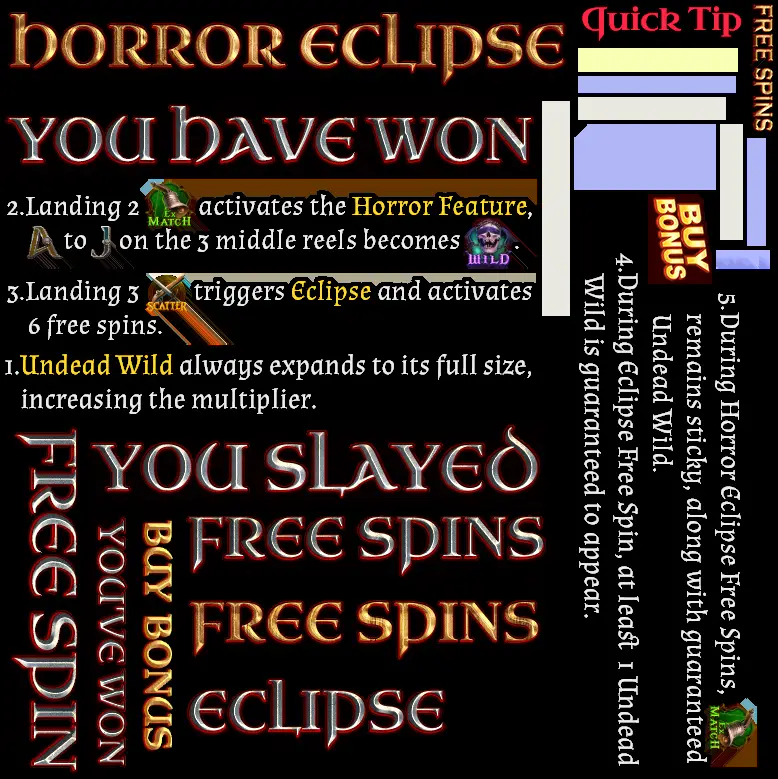 HORROR ECLIPSE
YOU HAVE WON
2.Landing 2 Ex MATCH activates the Horror Feature,
A to J on the 3 middle reels becomes WILD.
3.Landing 3 SCATTER triggers Eclipse and activates
6 free spins.
1.Undead Wild always expands to its full size,
increasing the multiplier.
YOU SLAYED
FREE SPINS
FREE SPINS
ECLIPSE
FREE SPIN
YOU'VE WON
BUY BONUS
Quick Tip
FREE SPINS
BUY
BONUS
4.During Eclipse Free Spin, at least 1 Undead
Wild is guaranteed to appear.
5.During Horror Eclipse Free Spins, Ex MATCH
remains sticky, along with guaranteed
Undead Wild.